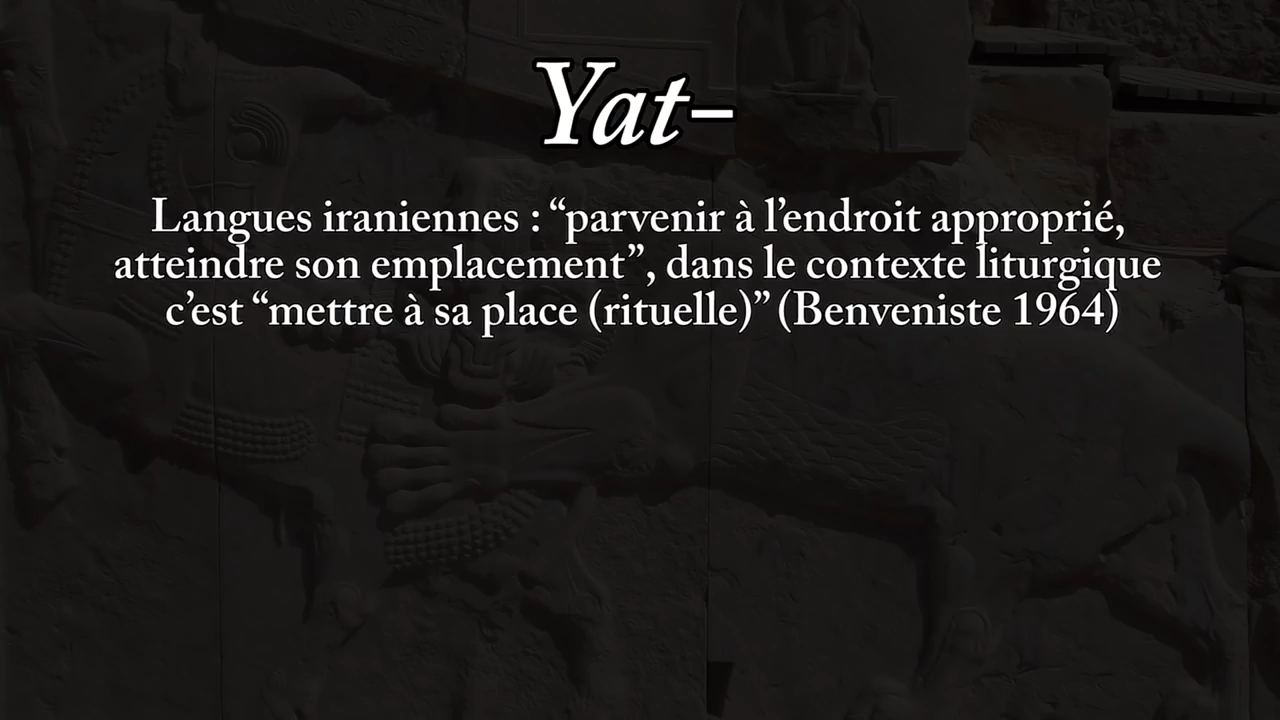 Yat-
Langues iraniennes : “parvenir à l’endroit approprié,
atteindre son emplacement”, dans le contexte liturgique
c’est “mettre à sa place (rituelle)” (Benveniste 1964)